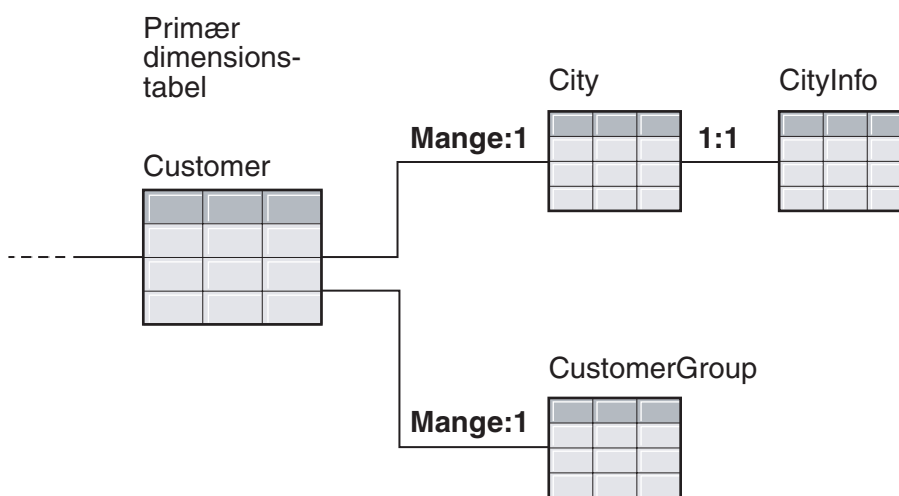 Primær
dimensions-
tabel
City
CityInfo
Mange:1
1:1
Customer
CustomerGroup
Mange:1